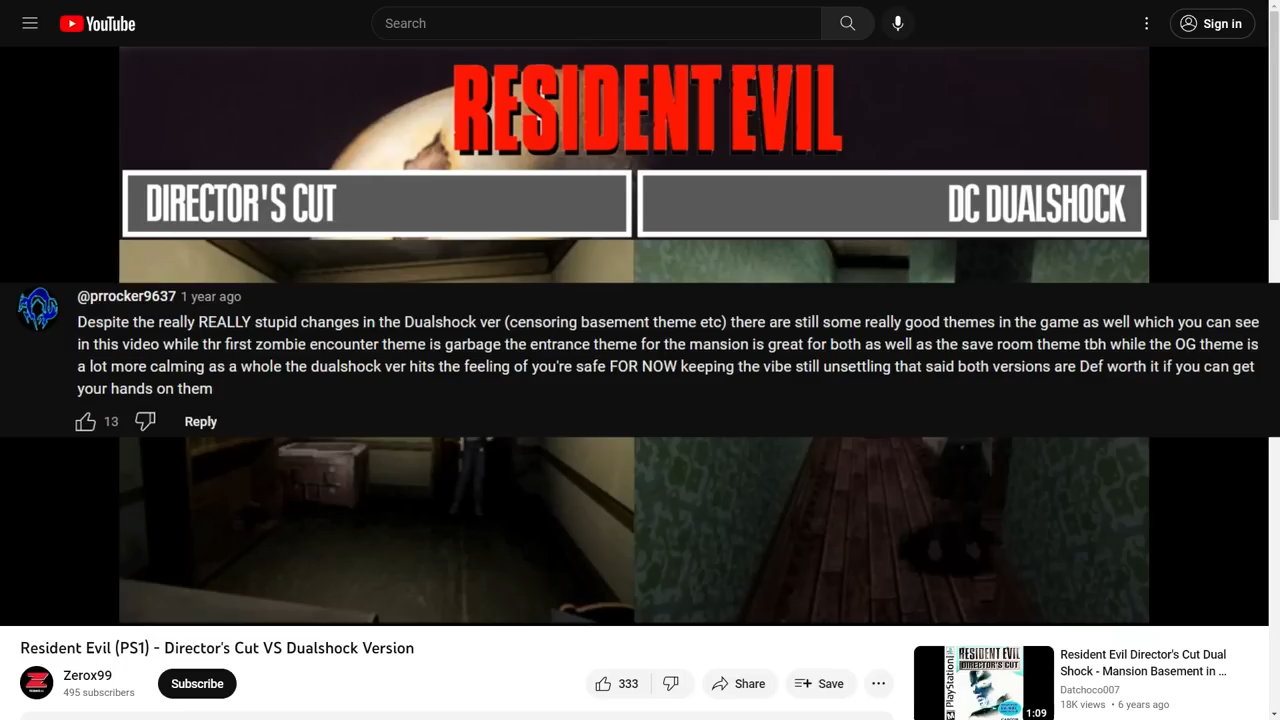 YouTube
Search
Sign in
RESIDENT EVIL
DIRECTOR'S CUT
DC DUALSHOCK
@prrocker9637 1 year ago
Despite the really REALLY stupid changes in the Dualshock ver (censoring basement theme etc) there are still some really good themes in the game as well which you can see
in this video while thr first zombie encounter theme is garbage the entrance theme for the mansion is great for both as well as the save room theme tbh while the OG theme is
a lot more calming as a whole the dualshock ver hits the feeling of you're safe FOR NOW keeping the vibe still unsettling that said both versions are Def worth it if you can get
your hands on them
13 Reply
Resident Evil (PS1) - Director's Cut VS Dualshock Version
Zerox99
495 subscribers
Subscribe
333
Share
Save
RESIDENT EVIL
DIRECTOR'S CUT
PlayStation
1:09
Resident Evil Director's Cut Dual
Shock - Mansion Basement in ...
Datchoco007
18K views • 6 years ago